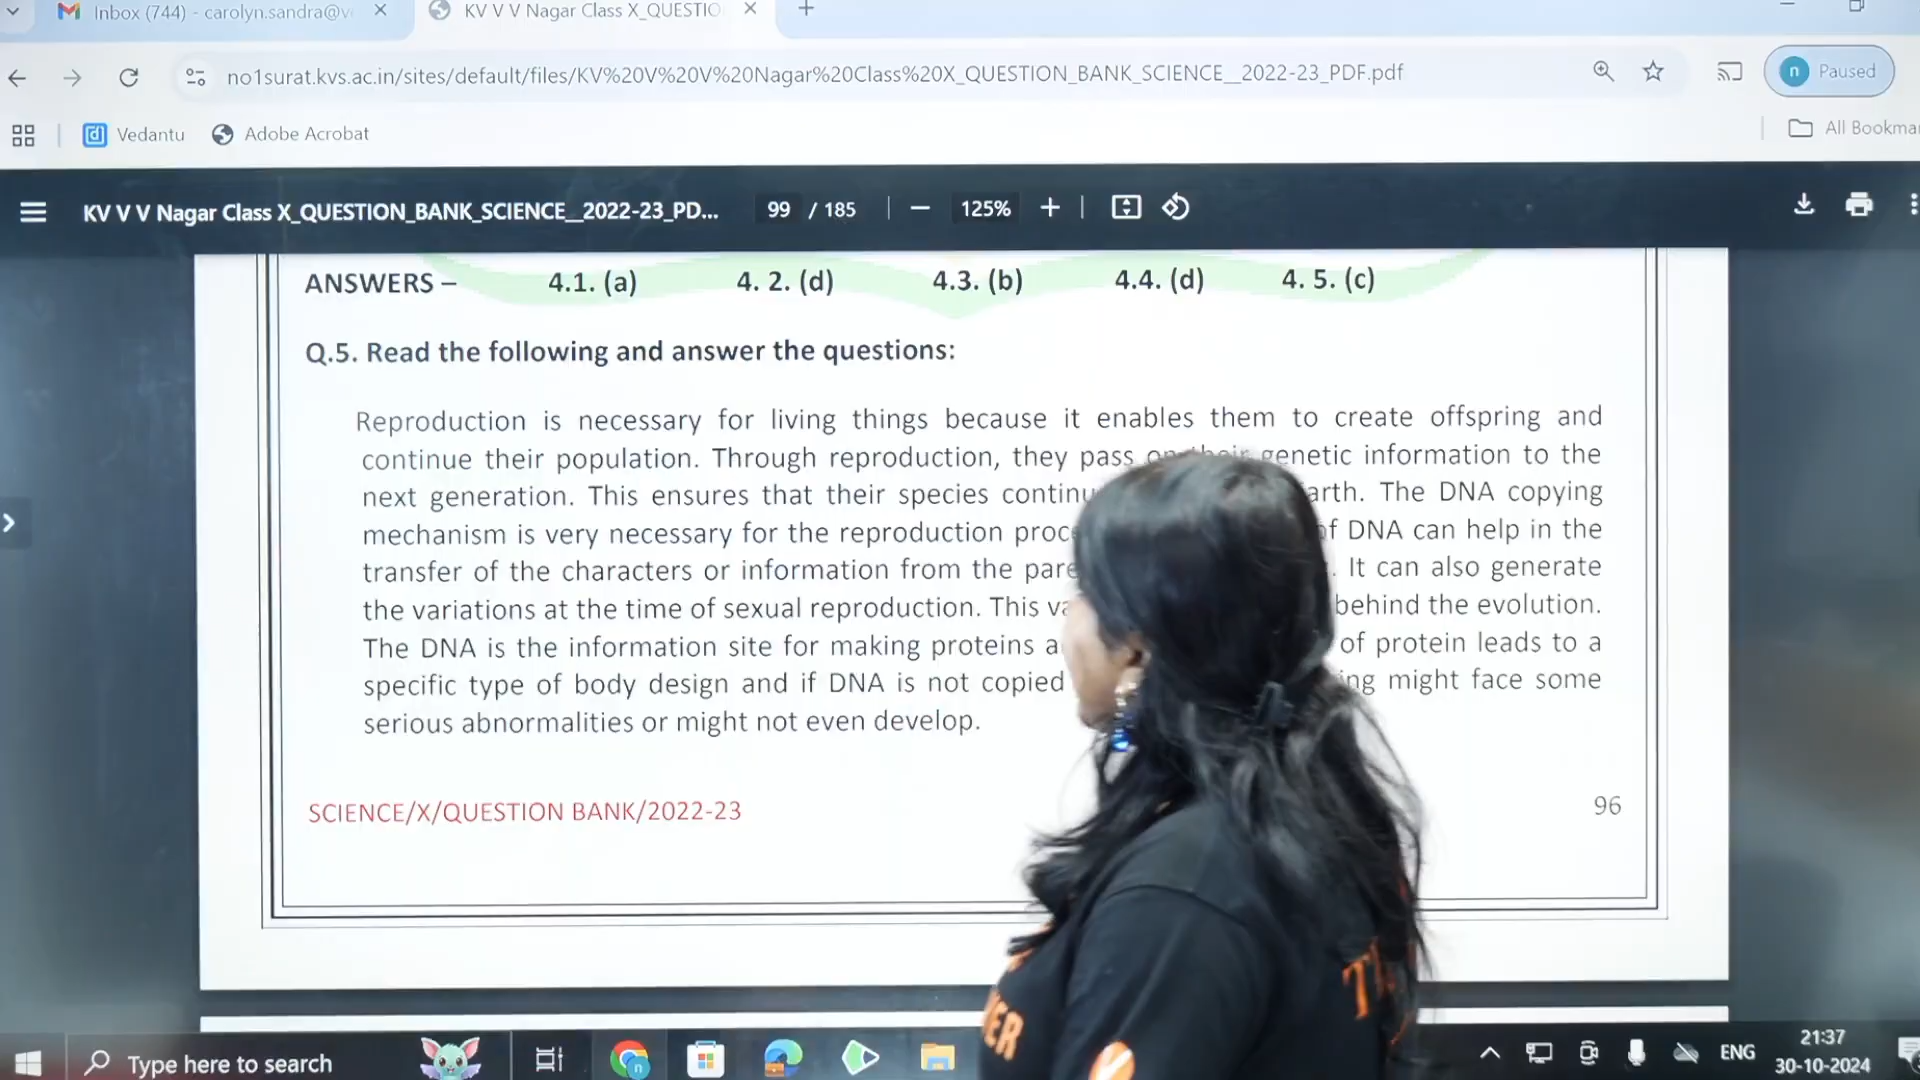 Inbox (744) - carolyn.sandra@v
KV V V Nagar Class X_QUESTIO
no1surat.kvs.ac.in/sites/default/files/KV%20V%20V%20Nagar%20Class%20X_QUESTION_BANK_SCIENCE__2022-23_PDF.pdf
n Paused
Vedantu
Adobe Acrobat
All Bookma
KV V V Nagar Class X_QUESTION_BANK_SCIENCE__2022-23_PD...
99 / 185
125%
ANSWERS – 4.1. (a) 4. 2. (d) 4.3. (b) 4.4. (d) 4. 5. (c)
Q.5. Read the following and answer the questions:
Reproduction is necessary for living things because it enables them to create offspring and
continue their population. Through reproduction, they pass on their genetic information to the
next generation. This ensures that their species continu arth. The DNA copying
mechanism is very necessary for the reproduction proc of DNA can help in the
transfer of the characters or information from the pare . It can also generate
the variations at the time of sexual reproduction. This va behind the evolution.
The DNA is the information site for making proteins a of protein leads to a
specific type of body design and if DNA is not copied ing might face some
serious abnormalities or might not even develop.
SCIENCE/X/QUESTION BANK/2022-23
96
Type here to search
n
ENG
21:37
30-10-2024